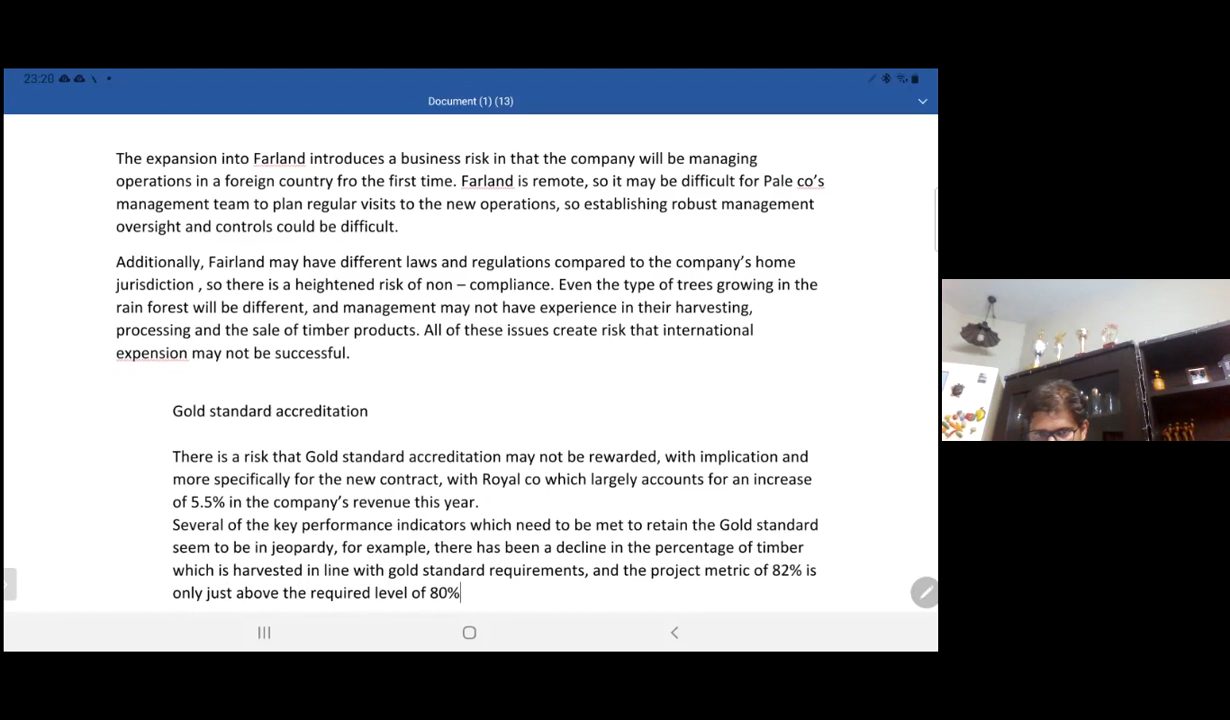 23:20
Document (1) (13)
The expansion into Farland introduces a business risk in that the company will be managing
operations in a foreign country fro the first time. Farland is remote, so it may be difficult for Pale co's
management team to plan regular visits to the new operations, so establishing robust management
oversight and controls could be difficult.
Additionally, Fairland may have different laws and regulations compared to the company's home
jurisdiction , so there is a heightened risk of non – compliance. Even the type of trees growing in the
rain forest will be different, and management may not have experience in their harvesting,
processing and the sale of timber products. All of these issues create risk that international
expension may not be successful.
Gold standard accreditation
There is a risk that Gold standard accreditation may not be rewarded, with implication and
more specifically for the new contract, with Royal co which largely accounts for an increase
of 5.5% in the company's revenue this year.
Several of the key performance indicators which need to be met to retain the Gold standard
seem to be in jeopardy, for example, there has been a decline in the percentage of timber
which is harvested in line with gold standard requirements, and the project metric of 82% is
only just above the required level of 80%